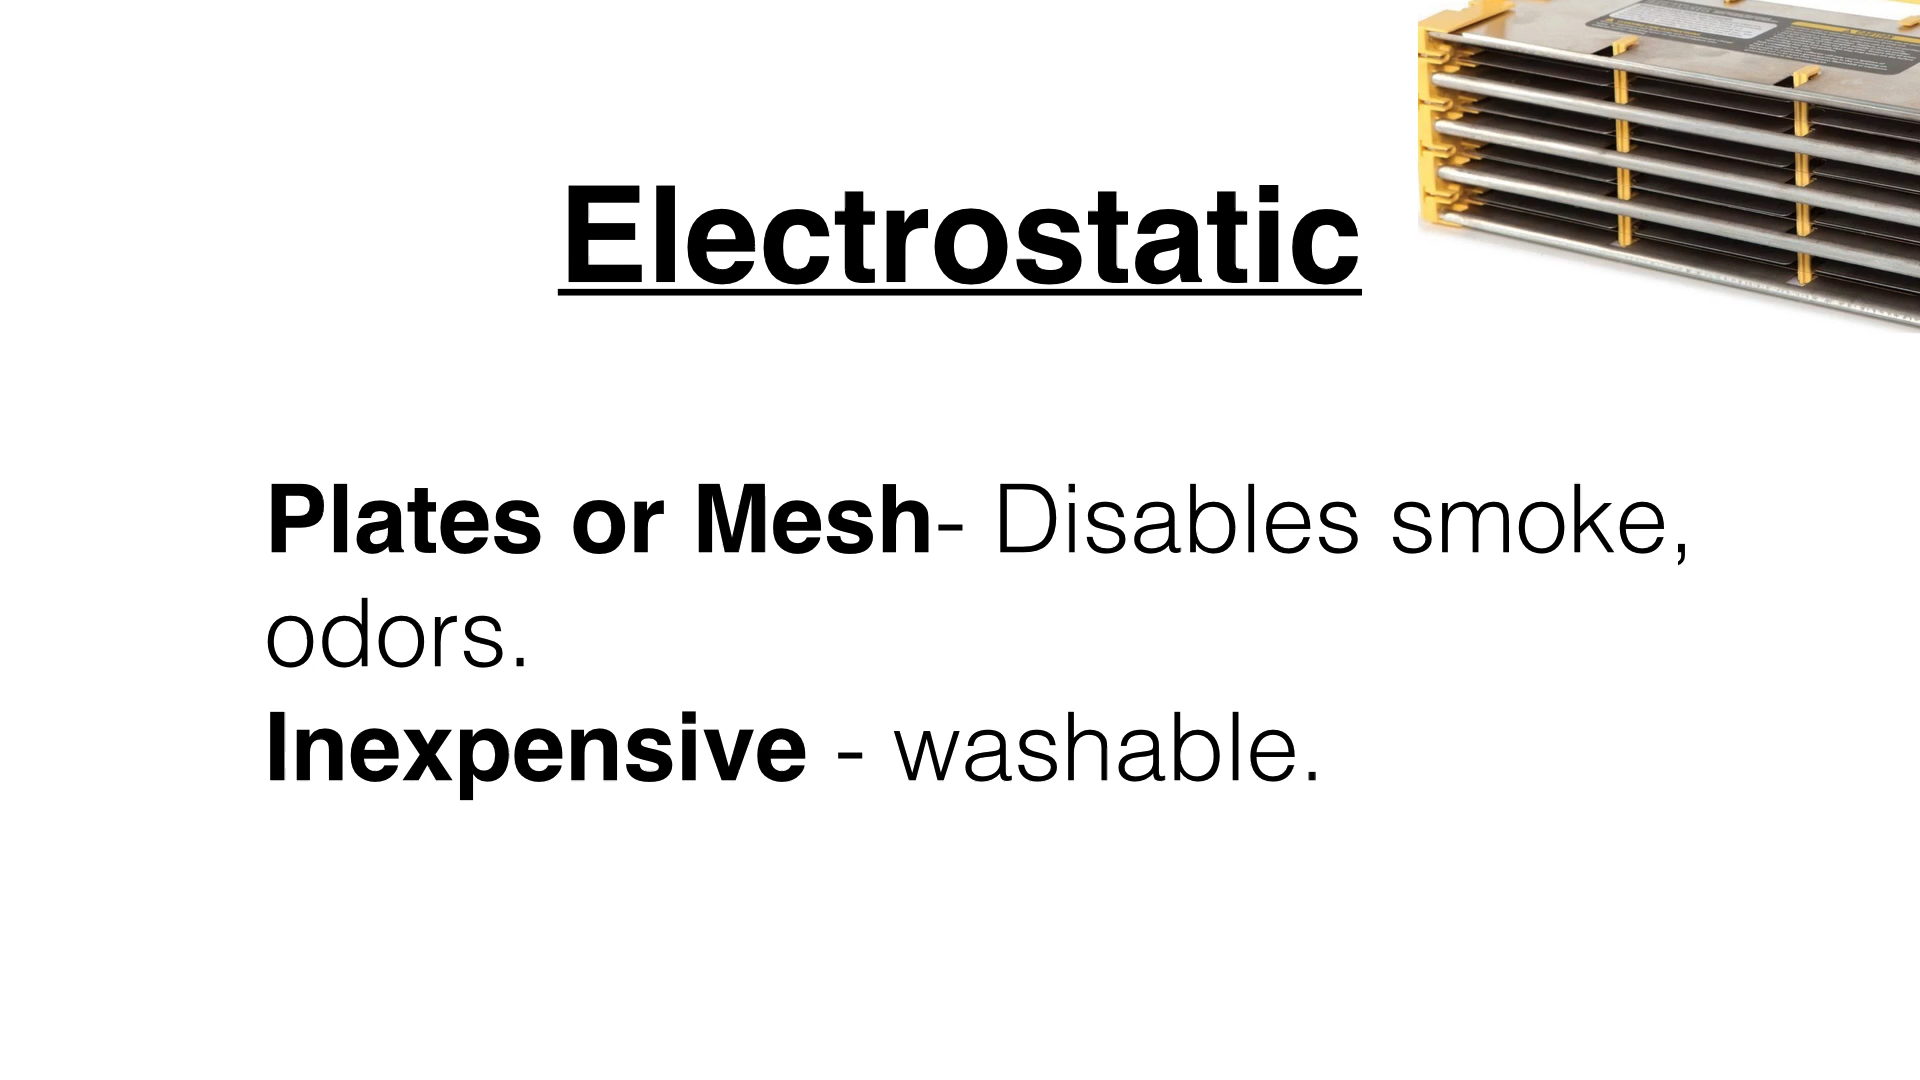 Electrostatic
Plates or Mesh- Disables smoke,
odors.
Inexpensive - washable.